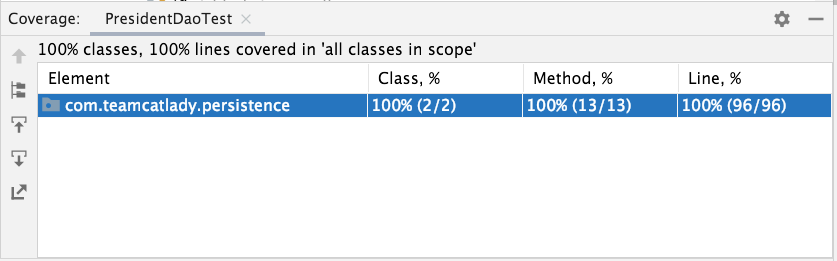 Coverage: PresidentDaoTest ×
100% classes, 100% lines covered in 'all classes in scope'
Element Class, % Method, % Line, %
com.teamcatlady.persistence 100% (2/2) 100% (13/13) 100% (96/96)